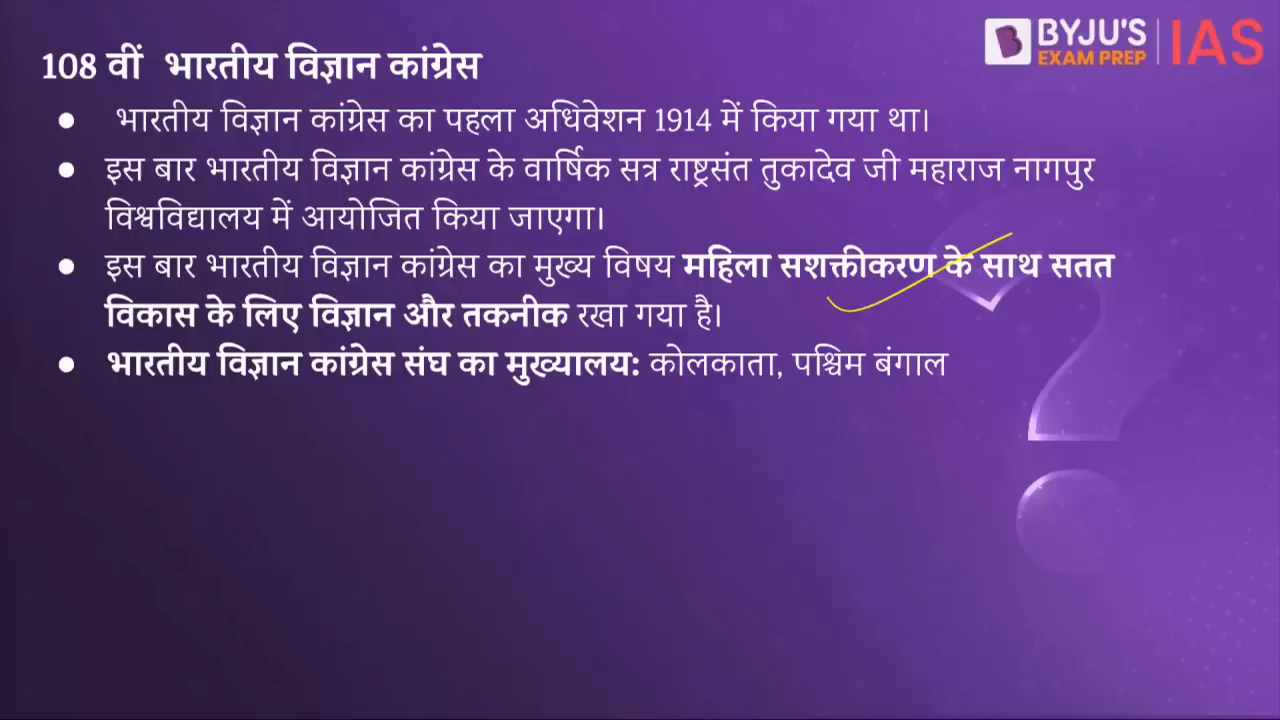 BYJU'S
EXAM PREP
IAS
108 वीं भारतीय विज्ञान कांग्रेस
● भारतीय विज्ञान कांग्रेस का पहला अधिवेशन 1914 में किया गया था।
● इस बार भारतीय विज्ञान कांग्रेस के वार्षिक सत्र राष्ट्रसंत तुकादेव जी महाराज नागपुर
विश्वविद्यालय में आयोजित किया जाएगा।
● इस बार भारतीय विज्ञान कांग्रेस का मुख्य विषय महिला सशक्तीकरण के साथ सतत
विकास के लिए विज्ञान और तकनीक रखा गया है।
● भारतीय विज्ञान कांग्रेस संघ का मुख्यालय: कोलकाता, पश्चिम बंगाल